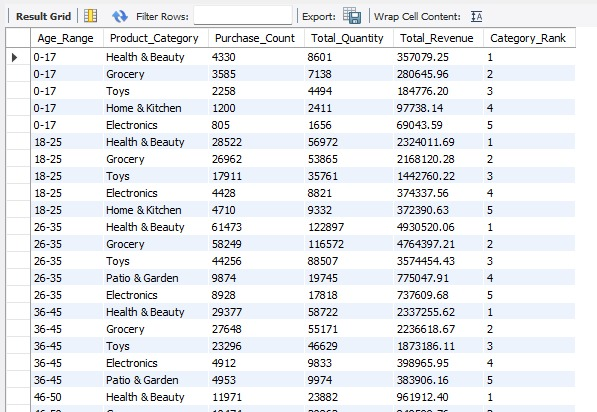 Result Grid Filter Rows: Export: Wrap Cell Content: IA
Age_Range Product_Category Purchase_Count Total_Quantity Total_Revenue Category_Rank
0-17 Health & Beauty 4330 8601 357079.25 1
0-17 Grocery 3585 7138 280645.96 2
0-17 Toys 2258 4494 184776.20 3
0-17 Home & Kitchen 1200 2411 97738.14 4
0-17 Electronics 805 1656 69043.59 5
18-25 Health & Beauty 28522 56972 2324011.69 1
18-25 Grocery 26962 53865 2168120.28 2
18-25 Toys 17911 35761 1442760.22 3
18-25 Electronics 4428 8821 374337.56 4
18-25 Home & Kitchen 4710 9332 372390.63 5
26-35 Health & Beauty 61473 122897 4930520.06 1
26-35 Grocery 58249 116572 4764397.21 2
26-35 Toys 44256 88507 3574454.43 3
26-35 Patio & Garden 9874 19745 775047.91 4
26-35 Electronics 8928 17818 737609.68 5
36-45 Health & Beauty 29377 58722 2337255.62 1
36-45 Grocery 27648 55171 2236618.67 2
36-45 Toys 23296 46629 1873186.11 3
36-45 Electronics 4912 9833 398965.95 4
36-45 Patio & Garden 4953 9974 383906.16 5
46-50 Health & Beauty 11971 23882 961912.40 1